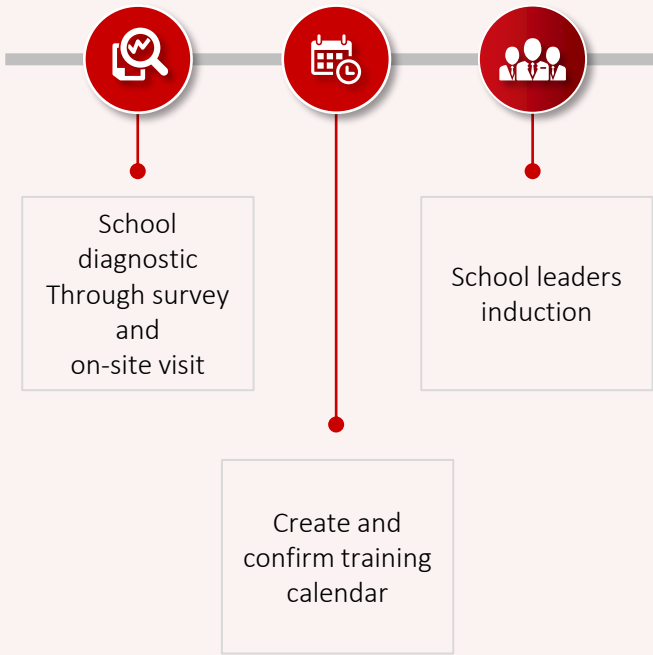 School
diagnostic
Through survey
and
on-site visit
Create and
confirm training
calendar
School leaders
induction